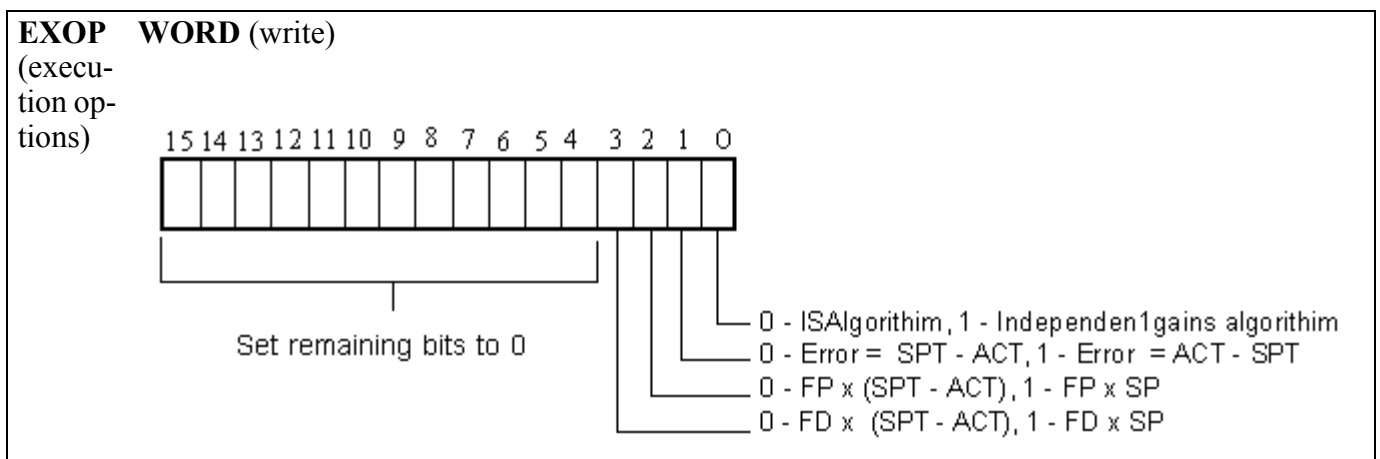 EXOP WORD (write)
(execu-
tion op-
tions)
15 14 13 12 11 10 9 8 7 6 5 4 3 2 1 0
0 - ISAlgorithim, 1 - Independen1gains algorithim
Set remaining bits to 0
0 - Error = SPT - ACT, 1 - Error = ACT - SPT
0 - FP x (SPT - ACT), 1 - FP x SP
0 - FD x (SPT - ACT), 1 - FD x SP